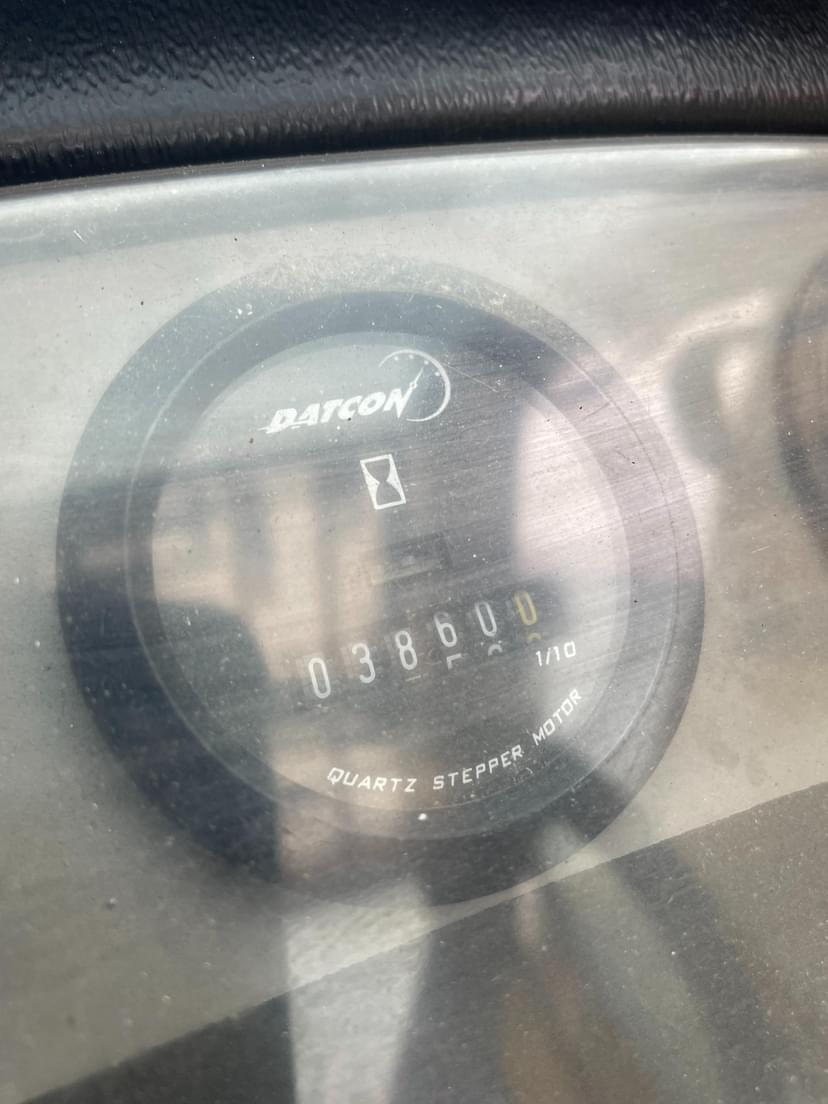 DATCON
038600
1/10
QUARTZ STEPPER MOTOR